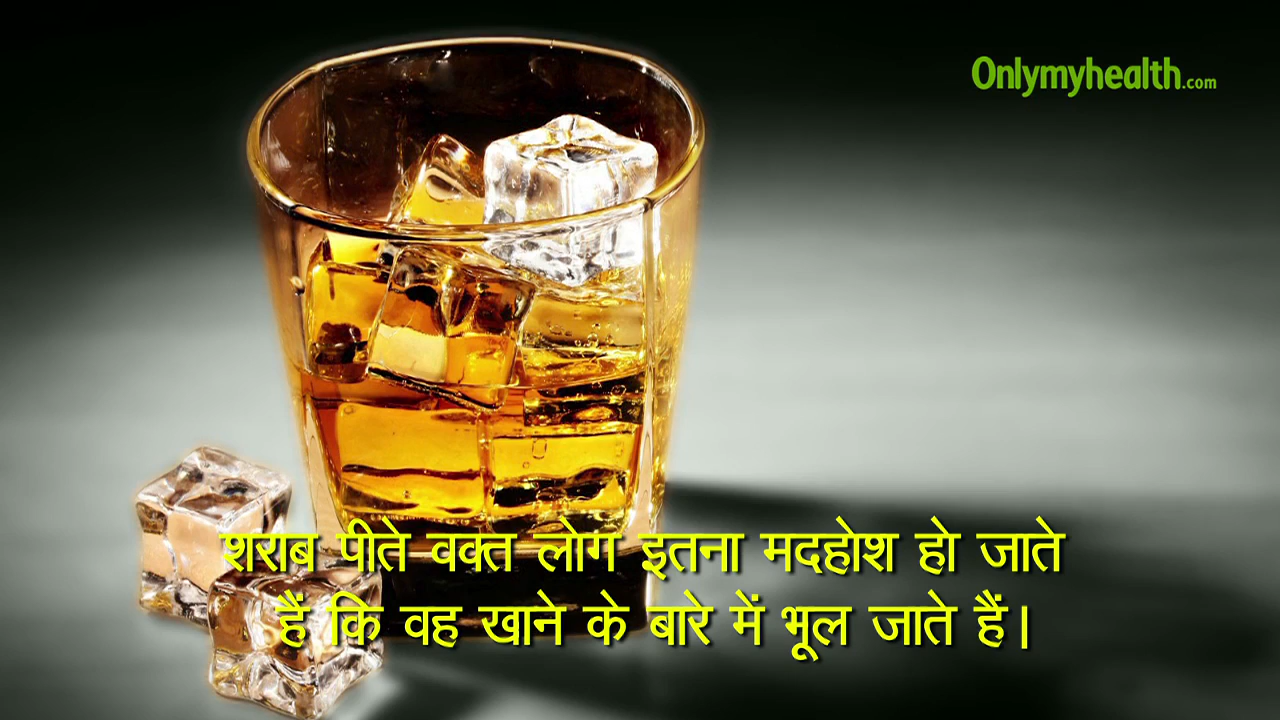 Onlymyhealth.com
शराब पीते वक्त लोग इतना मदहोश हो जाते
हैं कि वह खाने के बारे में भूल जाते हैं।